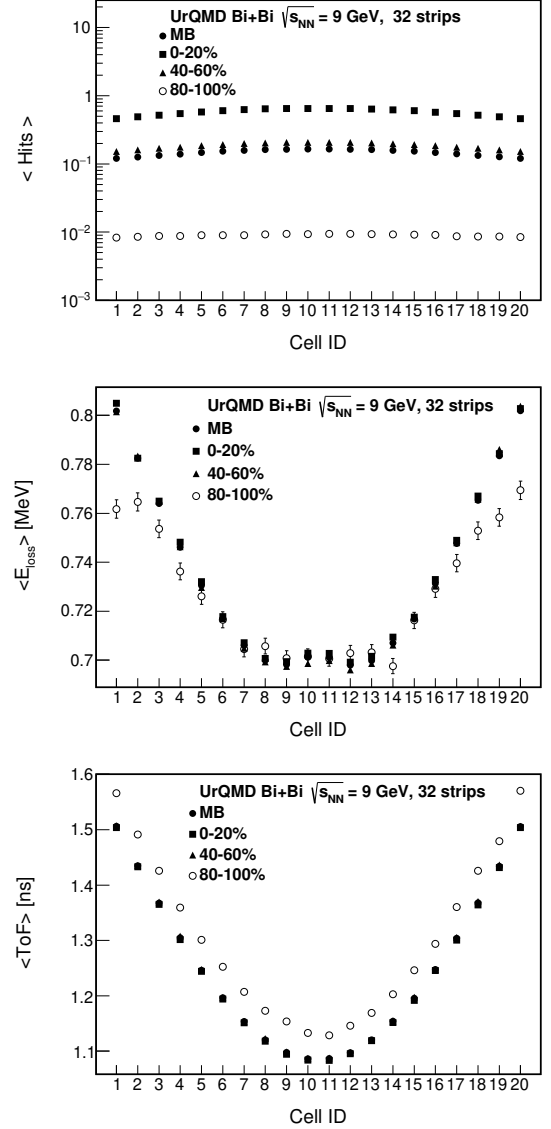 UrQMD Bi+Bi √sNN = 9 GeV, 32 strips
MB
0-20%
40-60%
80-100%
< Hits >
10
1
10−1
10−2
10−3
1 2 3 4 5 6 7 8 9 10 11 12 13 14 15 16 17 18 19 20
Cell ID
UrQMD Bi+Bi √sNN = 9 GeV, 32 strips
MB
0-20%
40-60%
80-100%
<Eloss> [MeV]
0.8
0.78
0.76
0.74
0.72
0.7
1 2 3 4 5 6 7 8 9 10 11 12 13 14 15 16 17 18 19 20
Cell ID
UrQMD Bi+Bi √sNN = 9 GeV, 32 strips
MB
0-20%
40-60%
80-100%
<ToF> [ns]
1.6
1.5
1.4
1.3
1.2
1.1
1 2 3 4 5 6 7 8 9 10 11 12 13 14 15 16 17 18 19 20
Cell ID